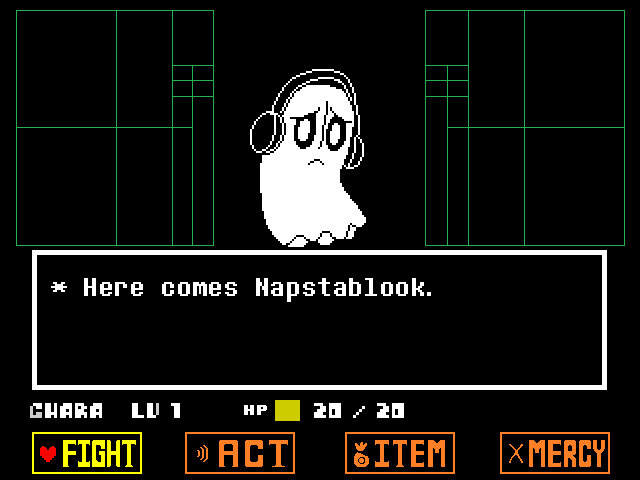 * Here comes Napstablook.
CHARA LV 1 HP 20 / 20
FIGHT ACT ITEM MERCY